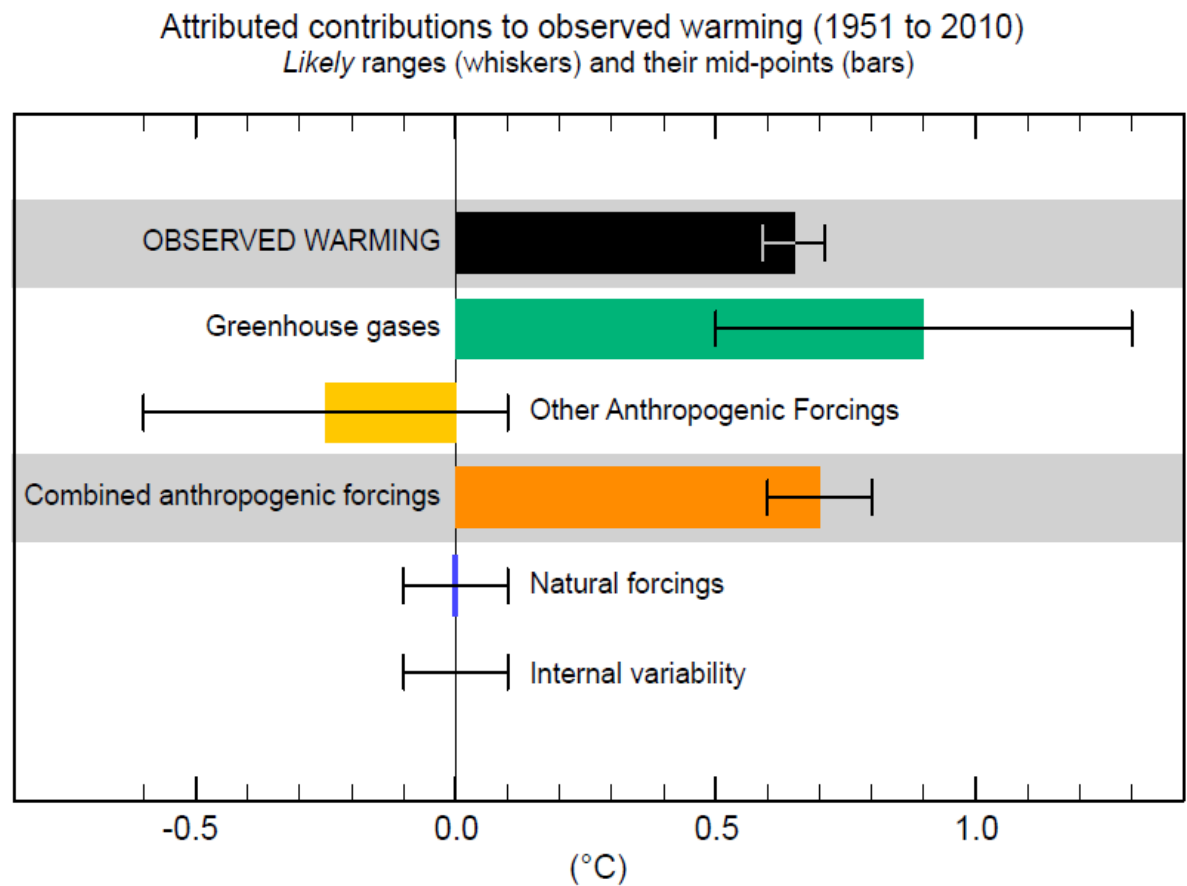 Attributed contributions to observed warming (1951 to 2010)
Likely ranges (whiskers) and their mid-points (bars)
OBSERVED WARMING
Greenhouse gases
Other Anthropogenic Forcings
Combined anthropogenic forcings
Natural forcings
Internal variability
-0.5 0.0 0.5 1.0
(°C)